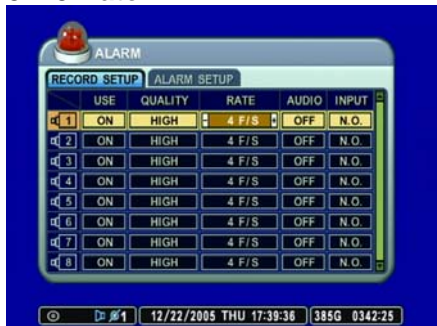 ALARM
RECORD SETUP ALARM SETUP
USE QUALITY RATE AUDIO INPUT
1 ON HIGH - 4 F/S + OFF N.O.
2 ON HIGH 4 F/S OFF N.O.
3 ON HIGH 4 F/S OFF N.O.
4 ON HIGH 4 F/S OFF N.O.
5 ON HIGH 4 F/S OFF N.O.
6 ON HIGH 4 F/S OFF N.O.
7 ON HIGH 4 F/S OFF N.O.
8 ON HIGH 4 F/S OFF N.O.
1 12/22/2005 THU 17:39:36 385G 0342:25